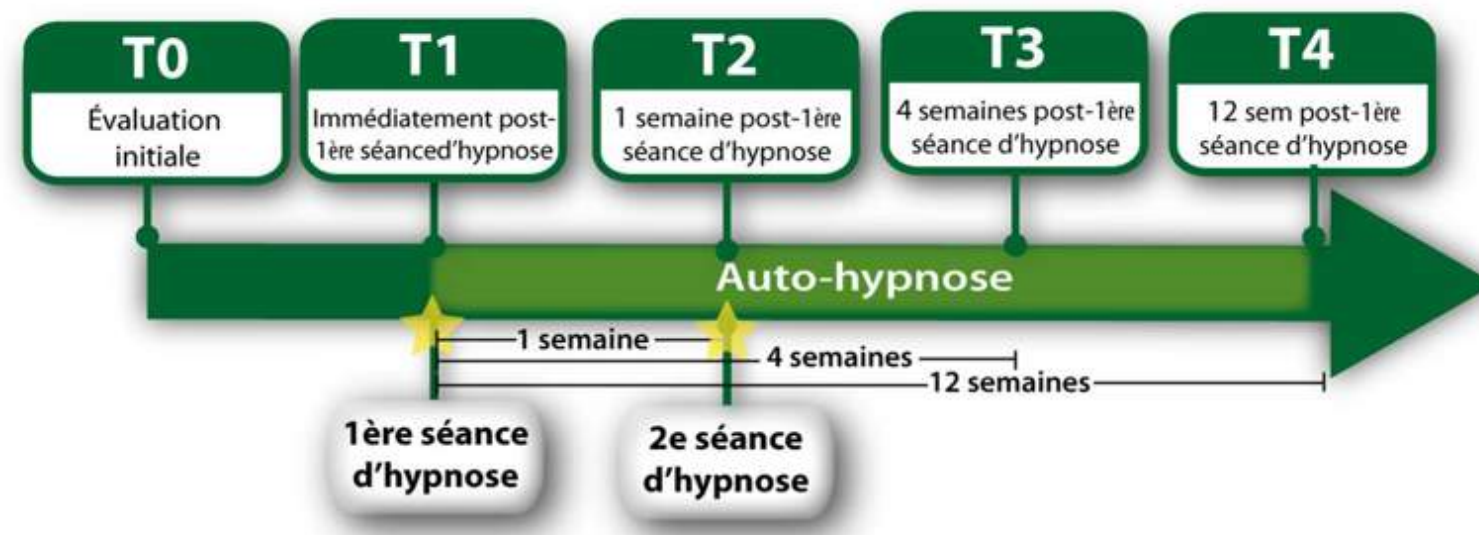 T0
Évaluation
initiale
T1
Immédiatement post-
1ère séanced'hypnose
T2
1 semaine post-1ère
séance d'hypnose
T3
4 semaines post-1ère
séance d'hypnose
T4
12 sem post-1ère
séance d'hypnose
Auto-hypnose
1 semaine
4 semaines
12 semaines
1ère séance
d'hypnose
2e séance
d'hypnose